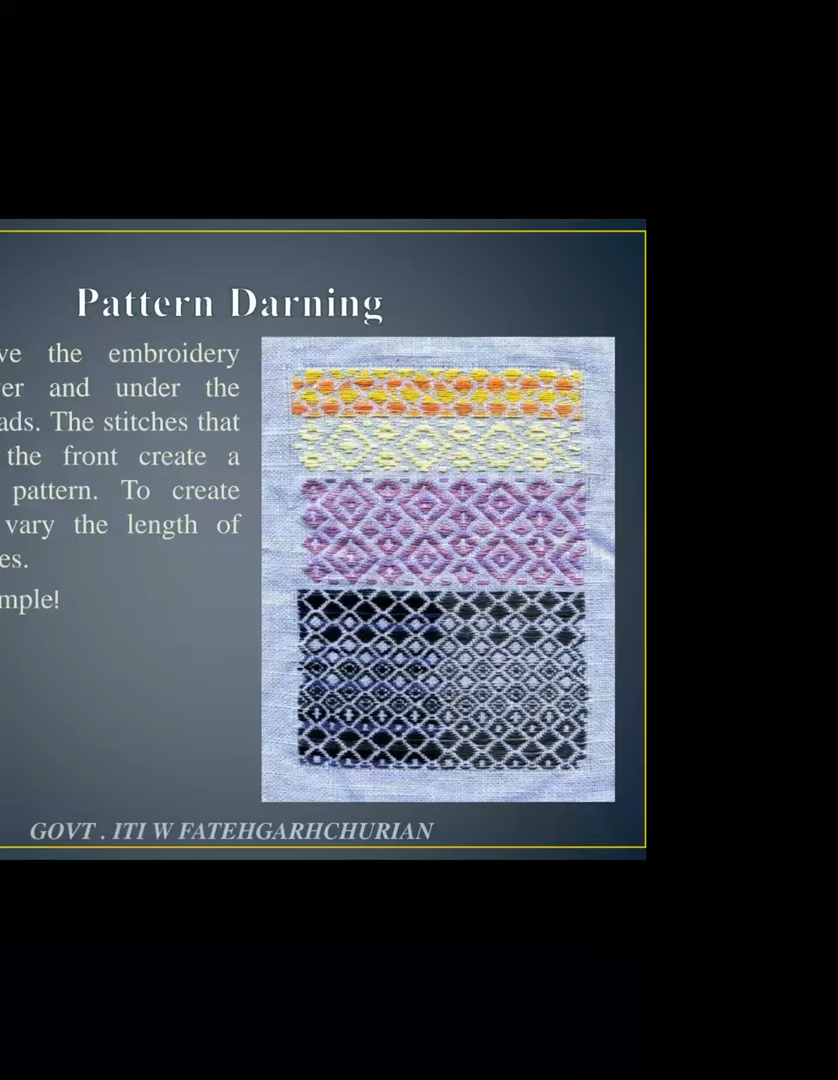 Pattern Darning
ve the embroidery
er and under the
ads. The stitches that
the front create a
pattern. To create
vary the length of
es.
mple!
GOVT . ITI W FATEHGARHCHURIAN